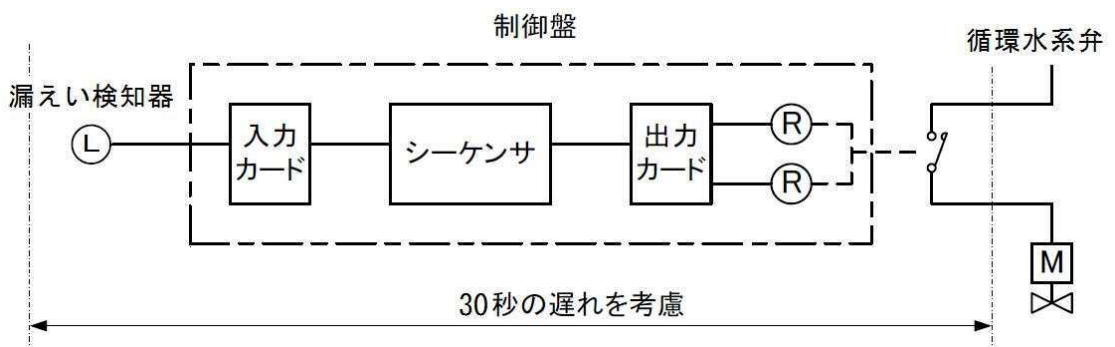 制御盤
循環水系弁
漏えい検知器
L
入力
カード
シーケンサ
出力
カード
R
R
M
30秒の遅れを考慮